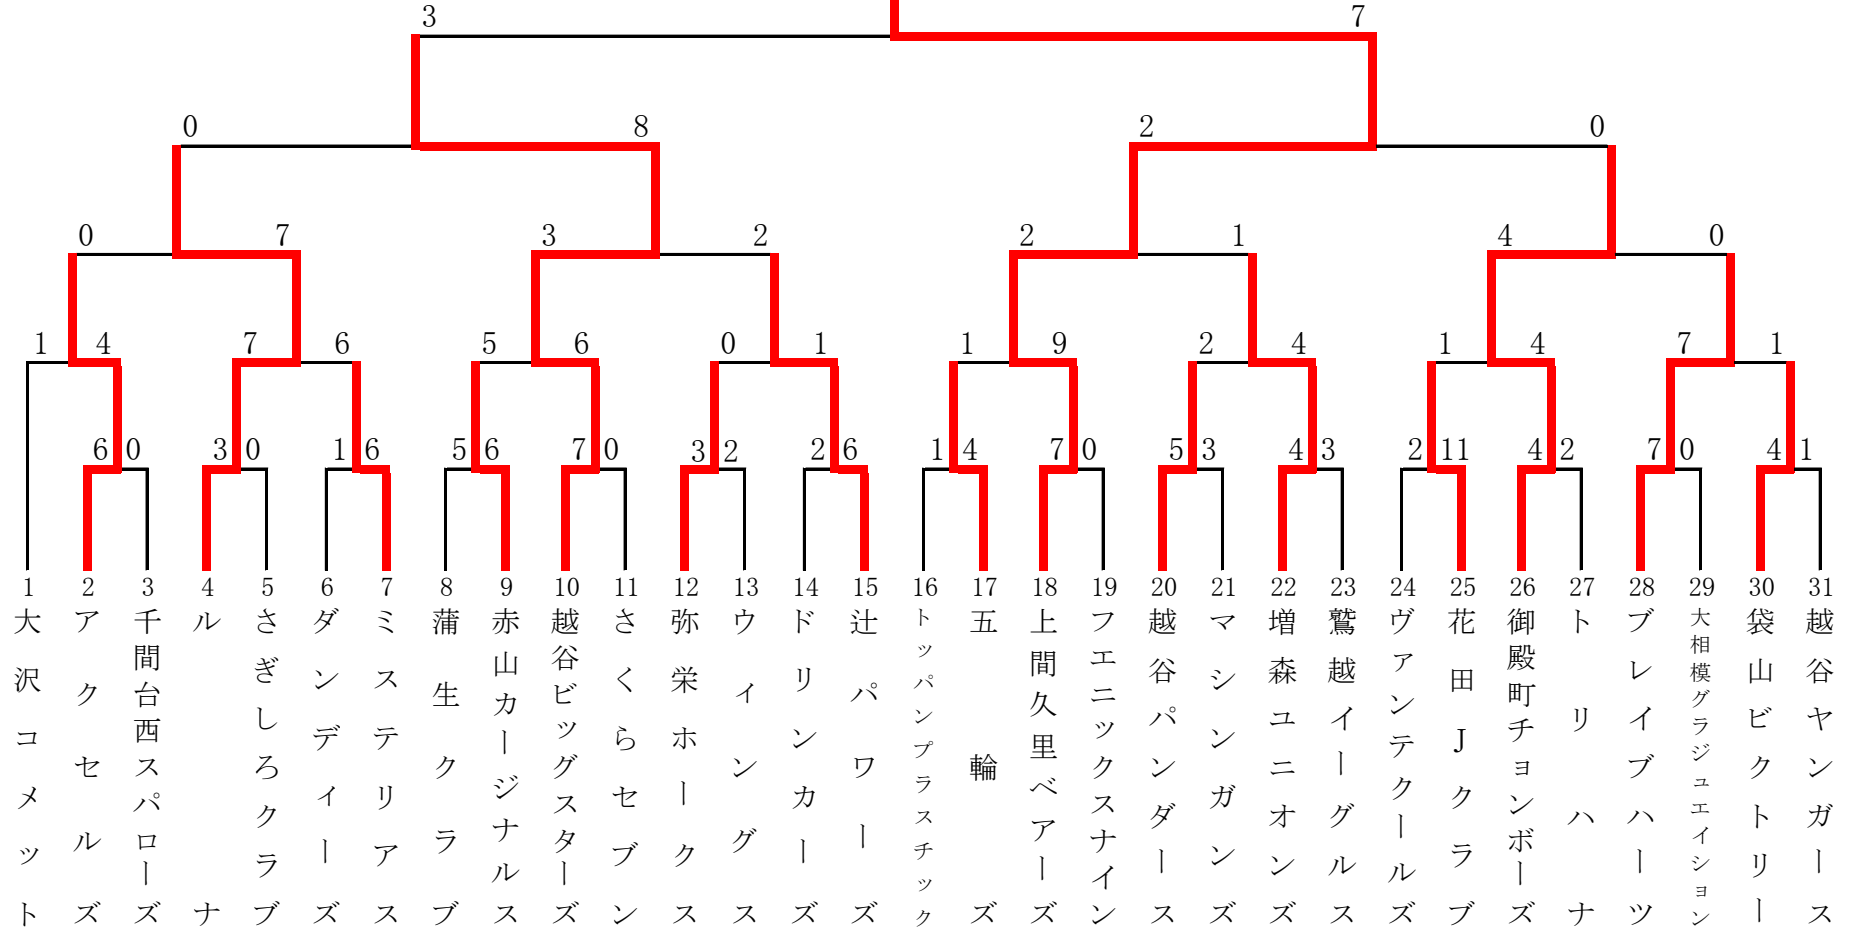 3 7
0 8 2 0
0 7 3 2 2 1 4 0
1 4 7 6 5 6 0 1 1 9 2 4 1 4 7 1
6 0 3 0 1 6 5 6 7 0 3 2 2 6 1 4 7 0 5 3 4 3 2 11 4 2 7 0 4 1
1 大沢コメット
2 アクセルズ
3 千間台西スパローズ
4 ルナ
5 さぎしろクラブ
6 ダンディーズ
7 ミステリアス
8 蒲生クラブ
9 赤山カージナルス
10 越谷ビッグスターズ
11 さくらセブン
12 弥栄ホークス
13 ウィングス
14 ドリンカーズ
15 辻パワーズ
16 トッパンプラスチック
17 五輪ズ
18 上間久里ベアーズ
19 フエニックスナイン
20 越谷パンダース
21 マシンガンズ
22 増森ユニオンズ
23 鷲越イーグルス
24 ヴァンテクールズ
25 花田Jクラブ
26 御殿町チョンボーズ
27 トリハナ
28 ブレイブハーツ
29 大相模グラジュエイション
30 袋山ビクトリー
31 越谷ヤンガース